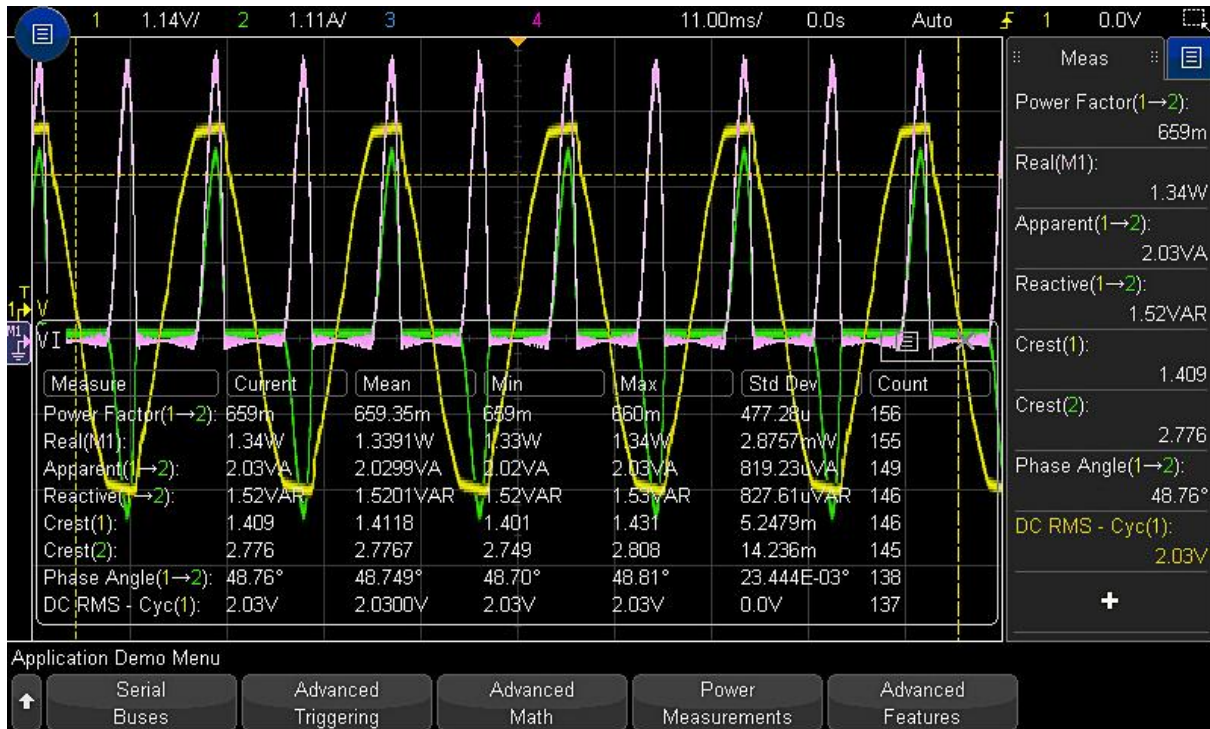 1 1.14V/ 2 1.11A/ 3 4 11.00ms/ 0.0s Auto 1 0.0V
Meas
Power Factor(1→2):
659m
Real(M1):
1.34W
Apparent(1→2):
2.03VA
Reactive(1→2):
1.52VAR
Crest(1):
1.409
Crest(2):
2.776
Phase Angle(1→2):
48.76°
DC RMS - Cyc(1):
2.03V
+
T
1 V
M1 VI
Measure Current Mean Min Max Std Dev Count
Power Factor(1→2): 659m 659.35m 659m 660m 477.28u 156
Real(M1): 1.34W 1.3391W 1.33W 1.34W 2.8757mW 155
Apparent(1→2): 2.03VA 2.0299VA 2.02VA 2.03VA 819.23uVA 149
Reactive(1→2): 1.52VAR 1.5201VAR 1.52VAR 1.53VAR 827.61uVAR 146
Crest(1): 1.409 1.4118 1.401 1.431 5.2479m 146
Crest(2): 2.776 2.7767 2.749 2.808 14.236m 145
Phase Angle(1→2): 48.76° 48.749° 48.70° 48.81° 23.444E-03° 138
DC RMS - Cyc(1): 2.03V 2.0300V 2.03V 2.03V 0.0V 137
Application Demo Menu
Serial
Buses
Advanced
Triggering
Advanced
Math
Power
Measurements
Advanced
Features